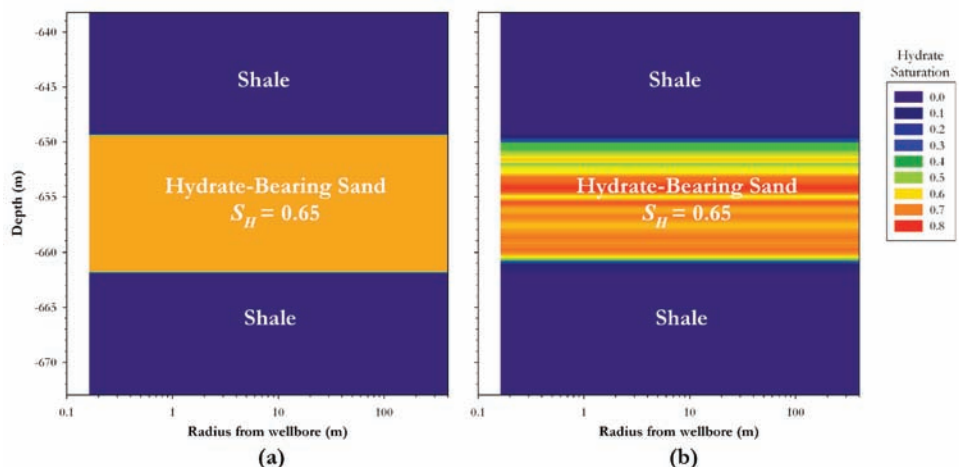 -640
-645
-650
-655
-660
-665
-670
Depth (m)
Shale
Hydrate-Bearing Sand
S_H = 0.65
Shale
0.1
1
10
100
Radius from wellbore (m)
(a)
Shale
Hydrate-Bearing Sand
S_H = 0.65
Shale
0.1
1
10
100
Radius from wellbore (m)
(b)
Hydrate
Saturation
0.0
0.1
0.2
0.3
0.4
0.5
0.6
0.7
0.8